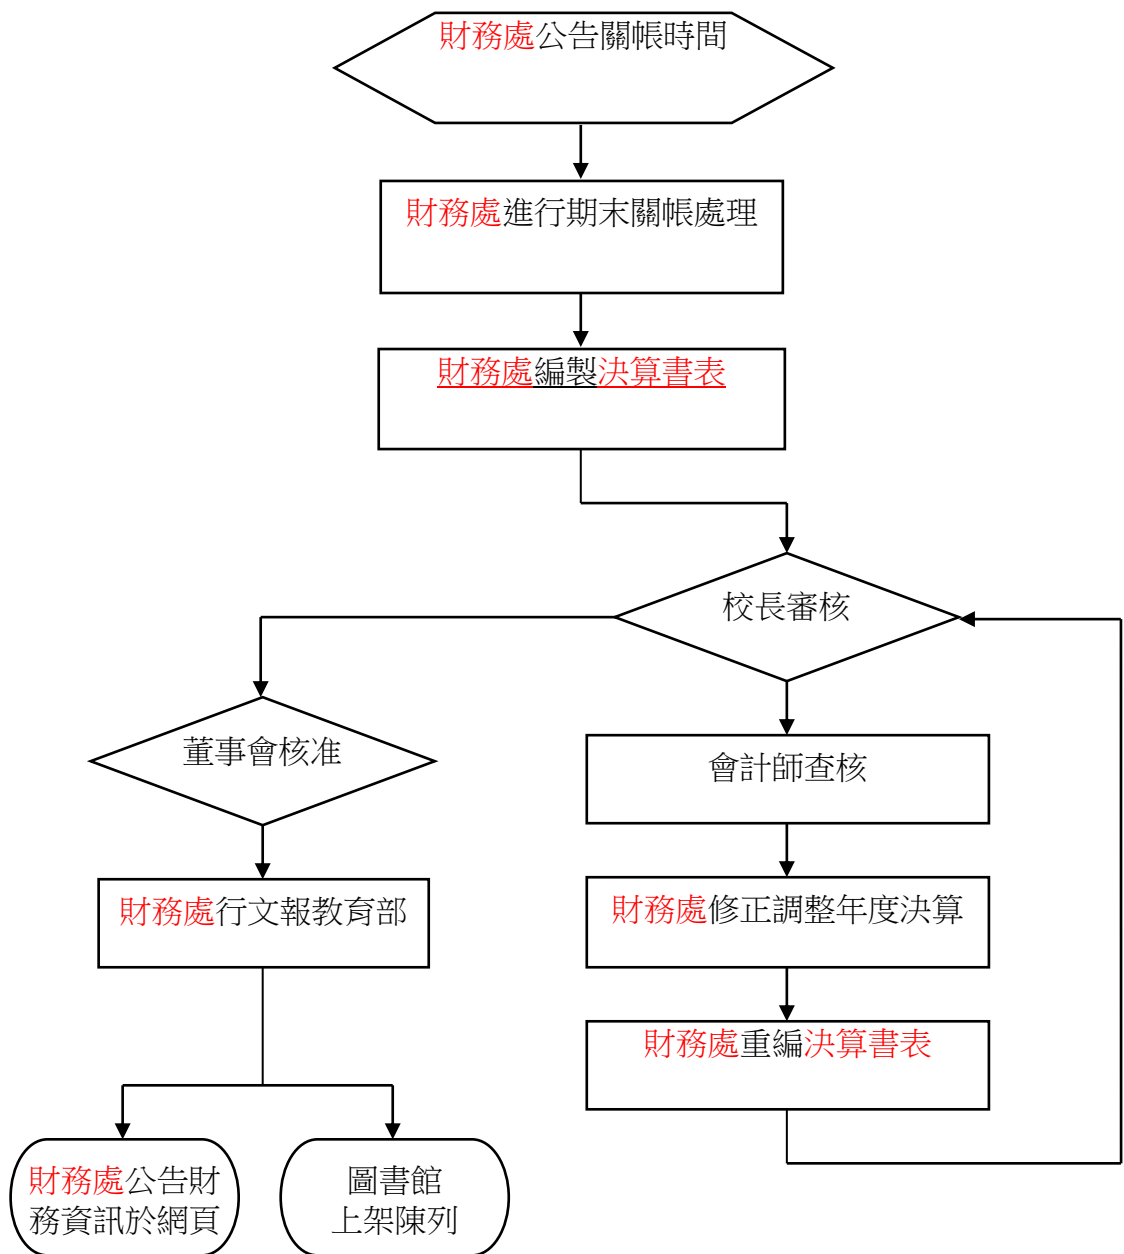 財務處公告關帳時間
財務處進行期末關帳處理
財務處編製決算書表
校長審核
董事會核准
會計師查核
財務處行文報教育部
財務處修正調整年度決算
財務處重編決算書表
財務處公告財
務資訊於網頁
圖書館
上架陳列